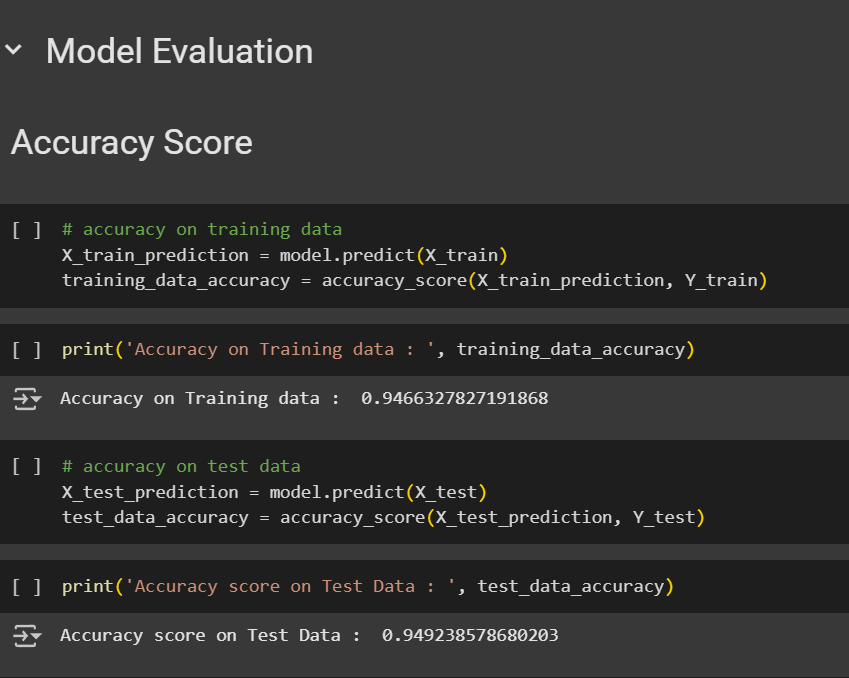 Model Evaluation
Accuracy Score
[ ] # accuracy on training data
X_train_prediction = model.predict(X_train)
training_data_accuracy = accuracy_score(X_train_prediction, Y_train)
[ ] print('Accuracy on Training data : ', training_data_accuracy)
Accuracy on Training data :  0.9466327827191868
[ ] # accuracy on test data
X_test_prediction = model.predict(X_test)
test_data_accuracy = accuracy_score(X_test_prediction, Y_test)
[ ] print('Accuracy score on Test Data : ', test_data_accuracy)
Accuracy score on Test Data :  0.949238578680203